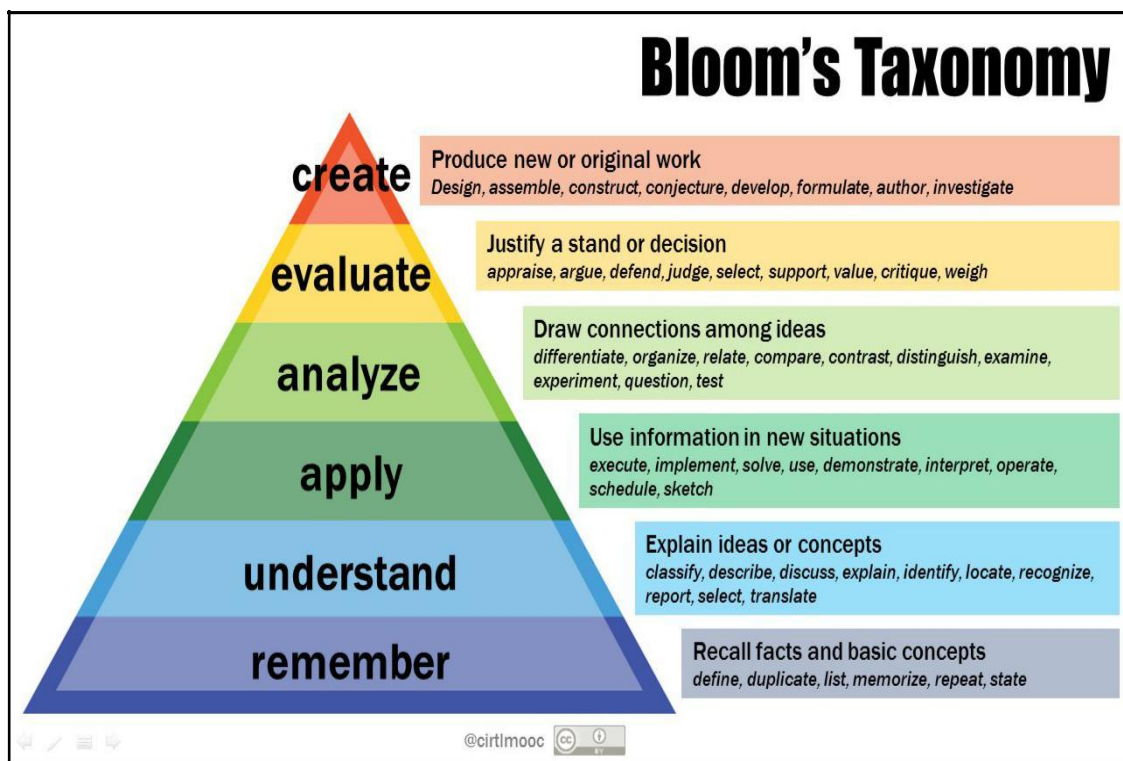 Bloom's Taxonomy
create
Produce new or original work
Design, assemble, construct, conjecture, develop, formulate, author, investigate
evaluate
Justify a stand or decision
appraise, argue, defend, judge, select, support, value, critique, weigh
analyze
Draw connections among ideas
differentiate, organize, relate, compare, contrast, distinguish, examine,
experiment, question, test
apply
Use information in new situations
execute, implement, solve, use, demonstrate, interpret, operate,
schedule, sketch
understand
Explain ideas or concepts
classify, describe, discuss, explain, identify, locate, recognize,
report, select, translate
remember
Recall facts and basic concepts
define, duplicate, list, memorize, repeat, state
@cirtlmooc cc BY